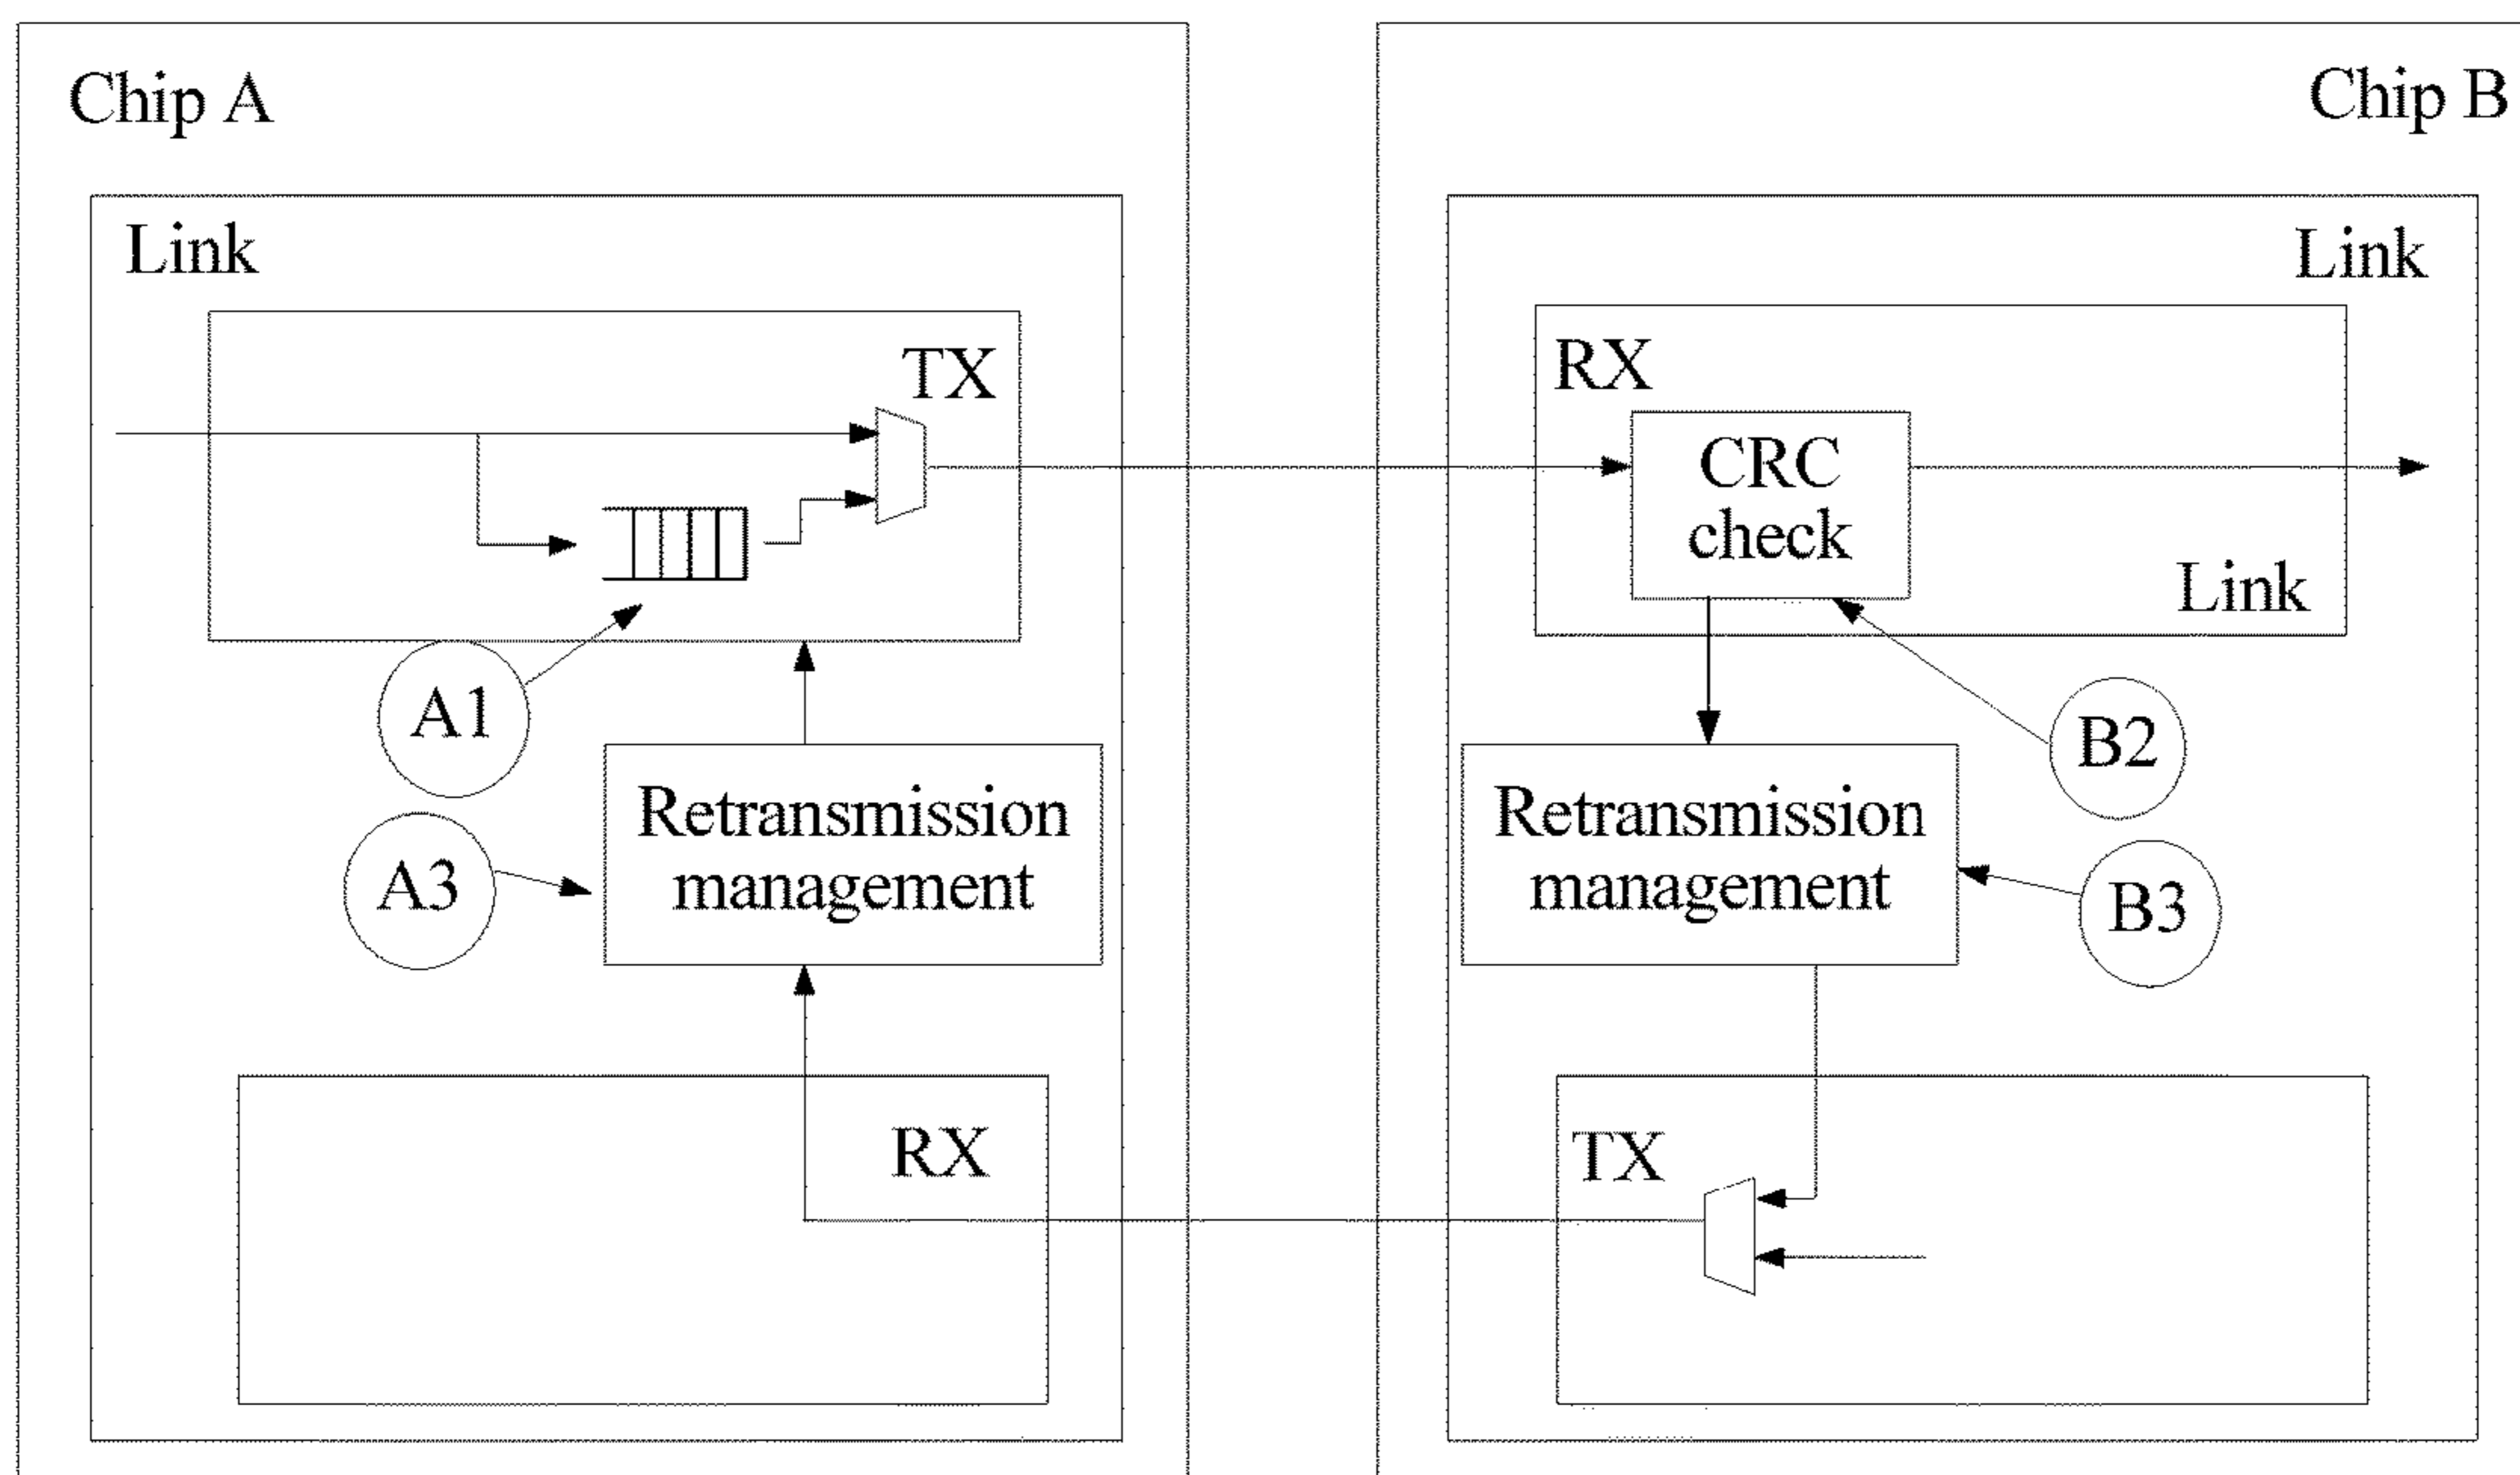 Chip A
Chip B
Link
Link
TX
RX
CRC
check
Link
A1
B2
Retransmission
management
Retransmission
management
A3
B3
RX
TX